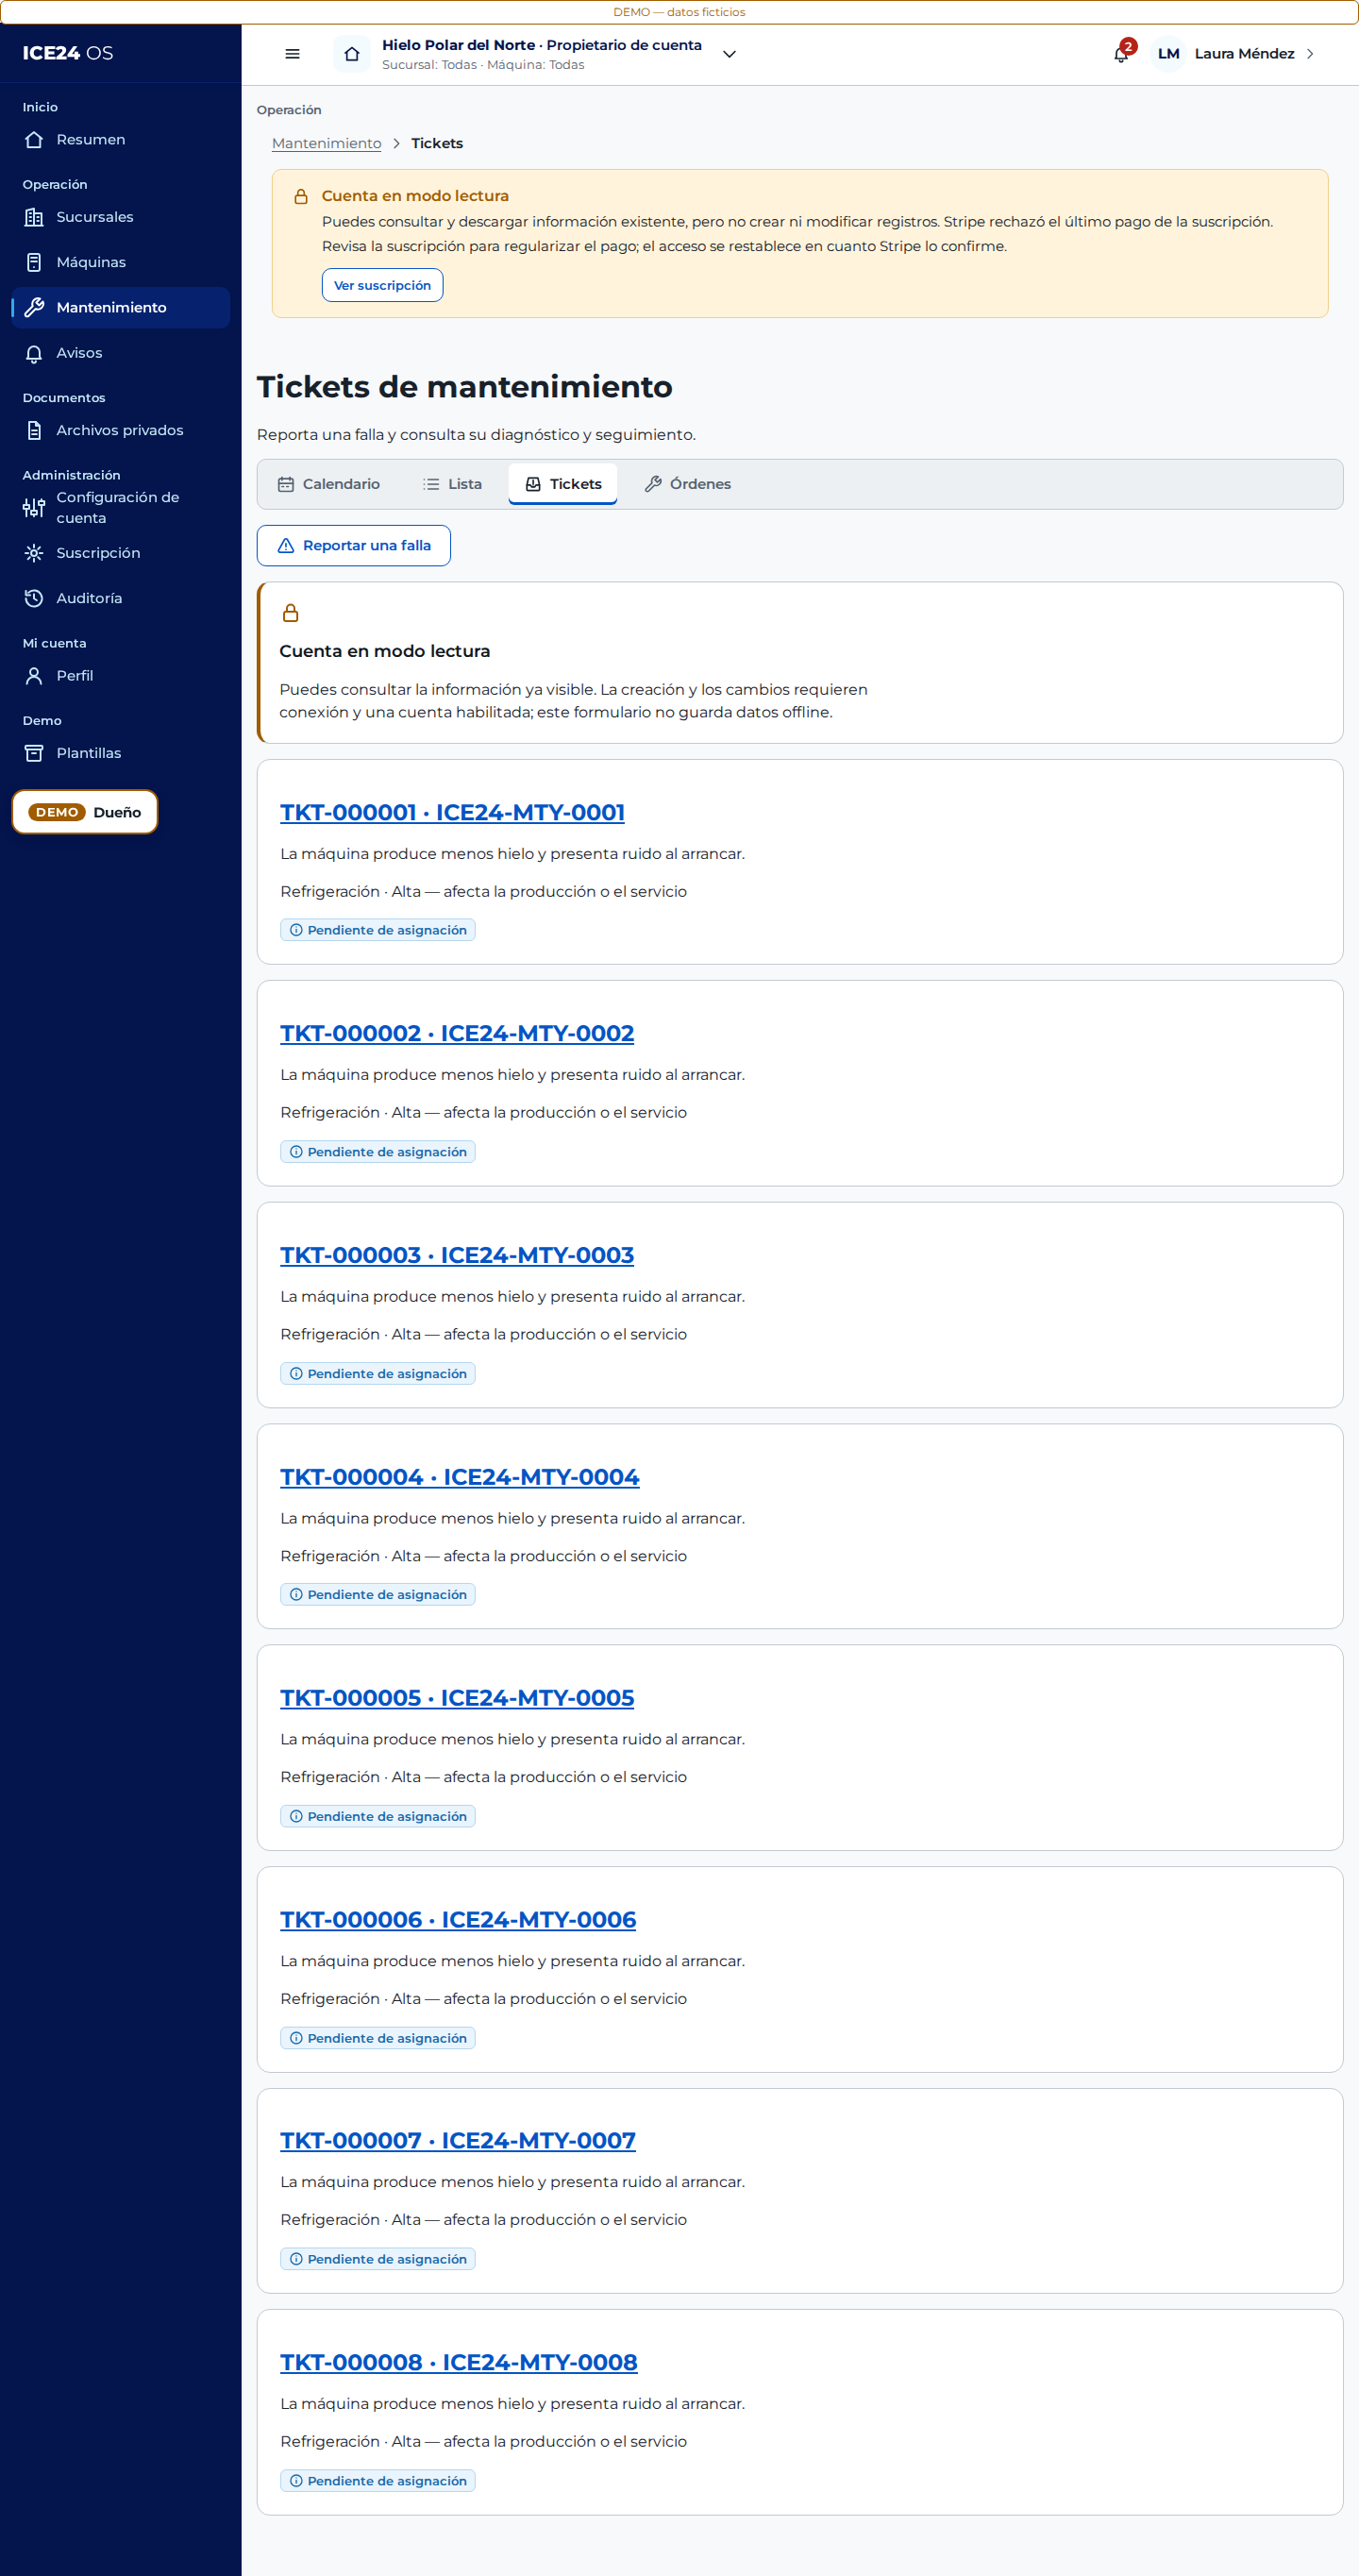 DEMO — datos ficticios
ICE24 OS
Inicio
Resumen
Operación
Sucursales
Máquinas
Mantenimiento
Avisos
Documentos
Archivos privados
Administración
Configuración de
cuenta
Suscripción
Auditoría
Mi cuenta
Perfil
Demo
Plantillas
DEMO Dueño
Hielo Polar del Norte · Propietario de cuenta
Sucursal: Todas · Máquina: Todas
2
LM Laura Méndez
Operación
Mantenimiento > Tickets
Cuenta en modo lectura
Puedes consultar y descargar información existente, pero no crear ni modificar registros. Stripe rechazó el último pago de la suscripción.
Revisa la suscripción para regularizar el pago; el acceso se restablece en cuanto Stripe lo confirme.
Ver suscripción
Tickets de mantenimiento
Reporta una falla y consulta su diagnóstico y seguimiento.
Calendario Lista Tickets Órdenes
Reportar una falla
Cuenta en modo lectura
Puedes consultar la información ya visible. La creación y los cambios requieren
conexión y una cuenta habilitada; este formulario no guarda datos offline.
TKT-000001 · ICE24-MTY-0001
La máquina produce menos hielo y presenta ruido al arrancar.
Refrigeración · Alta — afecta la producción o el servicio
Pendiente de asignación
TKT-000002 · ICE24-MTY-0002
La máquina produce menos hielo y presenta ruido al arrancar.
Refrigeración · Alta — afecta la producción o el servicio
Pendiente de asignación
TKT-000003 · ICE24-MTY-0003
La máquina produce menos hielo y presenta ruido al arrancar.
Refrigeración · Alta — afecta la producción o el servicio
Pendiente de asignación
TKT-000004 · ICE24-MTY-0004
La máquina produce menos hielo y presenta ruido al arrancar.
Refrigeración · Alta — afecta la producción o el servicio
Pendiente de asignación
TKT-000005 · ICE24-MTY-0005
La máquina produce menos hielo y presenta ruido al arrancar.
Refrigeración · Alta — afecta la producción o el servicio
Pendiente de asignación
TKT-000006 · ICE24-MTY-0006
La máquina produce menos hielo y presenta ruido al arrancar.
Refrigeración · Alta — afecta la producción o el servicio
Pendiente de asignación
TKT-000007 · ICE24-MTY-0007
La máquina produce menos hielo y presenta ruido al arrancar.
Refrigeración · Alta — afecta la producción o el servicio
Pendiente de asignación
TKT-000008 · ICE24-MTY-0008
La máquina produce menos hielo y presenta ruido al arrancar.
Refrigeración · Alta — afecta la producción o el servicio
Pendiente de asignación